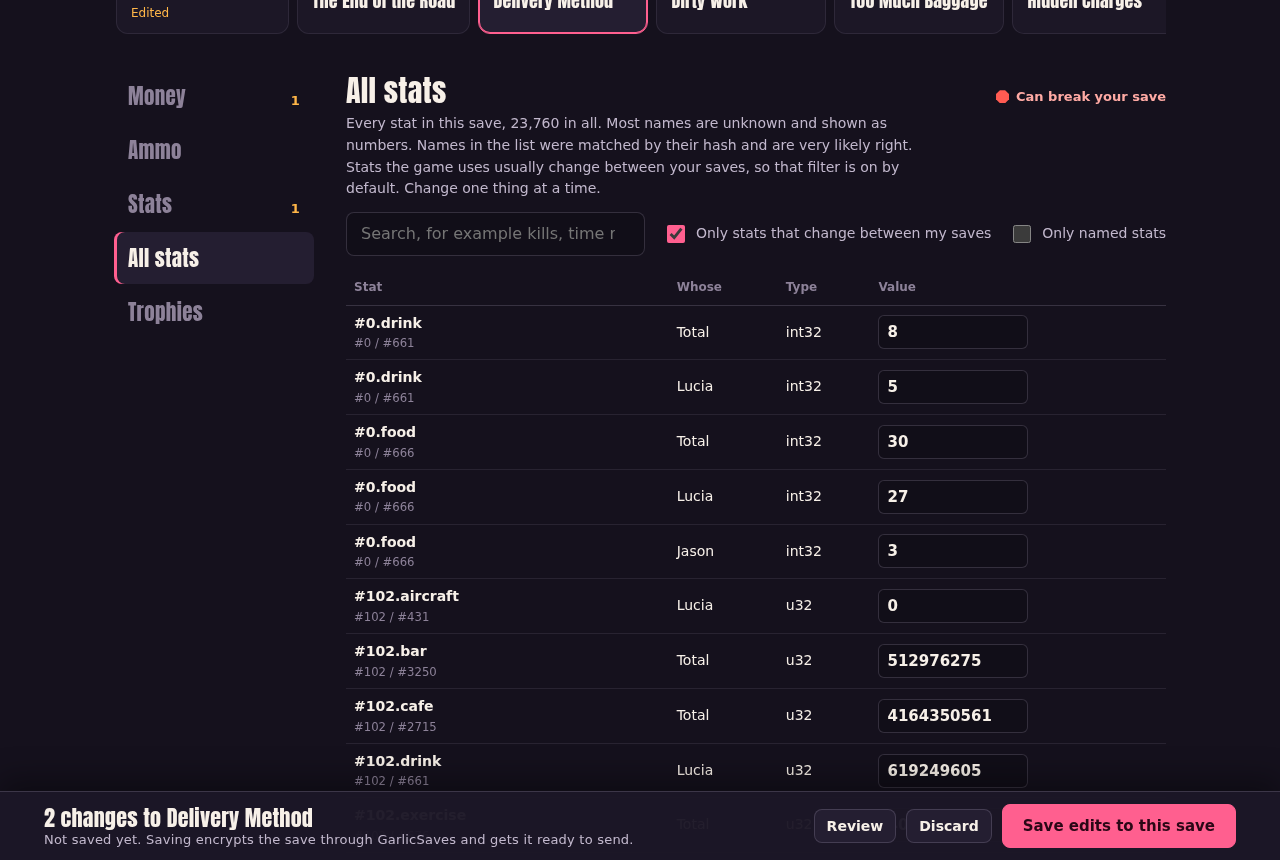 Edited
The End of the Road
Delivery Method
Dirty Work
Too Much Baggage
Hidden Charges
Money 1
Ammo
Stats 1
All stats
Trophies
All stats
Can break your save
Every stat in this save, 23,760 in all. Most names are unknown and shown as
numbers. Names in the list were matched by their hash and are very likely right.
Stats the game uses usually change between your saves, so that filter is on by
default. Change one thing at a time.
Search, for example kills, time r
Only stats that change between my saves
Only named stats
Stat Whose Type Value
#0.drink Total int32 8
#0 / #661
#0.drink Lucia int32 5
#0 / #661
#0.food Total int32 30
#0 / #666
#0.food Lucia int32 27
#0 / #666
#0.food Jason int32 3
#0 / #666
#102.aircraft Lucia u32 0
#102 / #431
#102.bar Total u32 512976275
#102 / #3250
#102.cafe Total u32 4164350561
#102 / #2715
#102.drink Lucia u32 619249605
#102 / #661
#102.exercise Total u32
2 changes to Delivery Method
Not saved yet. Saving encrypts the save through GarlicSaves and gets it ready to send.
Review
Discard
Save edits to this save